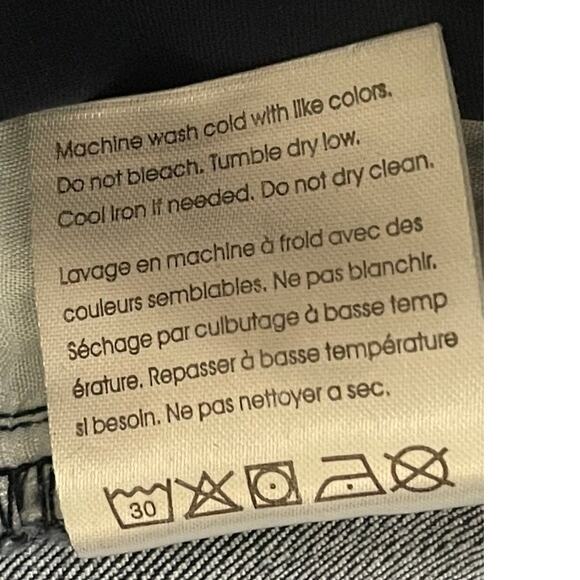 Machine wash cold with like colors.
Do not bleach. Tumble dry low.
Cool iron if needed. Do not dry clean.
Lavage en machine à froid avec des
couleurs semblables. Ne pas blanchir.
Séchage par culbutage à basse temp
érature. Repasser à basse température
si besoin. Ne pas nettoyer a sec.
30